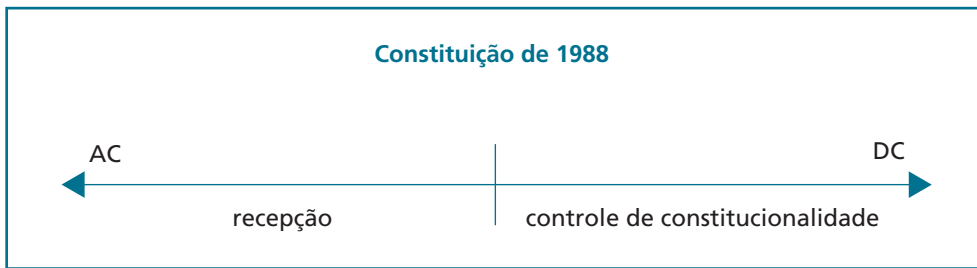 Constituição de 1988
AC DC
recepção controle de constitucionalidade